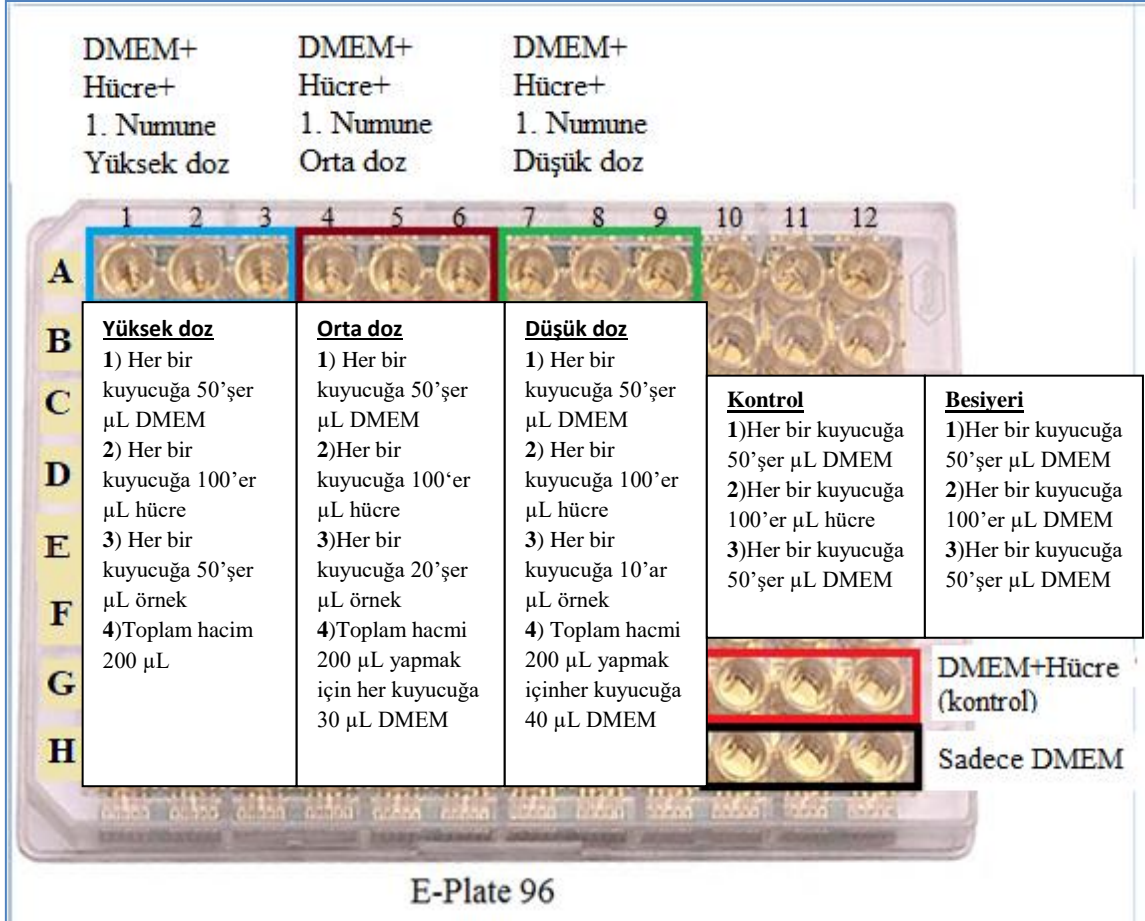 DMEM+
Hücre+
1. Numune
Yüksek doz
DMEM+
Hücre+
1. Numune
Orta doz
DMEM+
Hücre+
1. Numune
Düşük doz
1 2 3 4 5 6 7 8 9 10 11 12
A
B
C
D
E
F
G
H
Yüksek doz
1) Her bir
kuyucuğa 50’şer
µL DMEM
2) Her bir
kuyucuğa 100’er
µL hücre
3) Her bir
kuyucuğa 50’şer
µL örnek
4)Toplam hacim
200 µL
Orta doz
1) Her bir
kuyucuğa 50’şer
µL DMEM
2)Her bir
kuyucuğa 100‘er
µL hücre
3)Her bir
kuyucuğa 20’şer
µL örnek
4)Toplam hacmi
200 µL yapmak
için her kuyucuğa
30 µL DMEM
Düşük doz
1) Her bir
kuyucuğa 50’şer
µL DMEM
2) Her bir
kuyucuğa 100’er
µL hücre
3) Her bir
kuyucuğa 10’ar
µL örnek
4) Toplam hacmi
200 µL yapmak
içinher kuyucuğa
40 µL DMEM
Kontrol
1)Her bir kuyucuğa
50’şer µL DMEM
2)Her bir kuyucuğa
100’er µL hücre
3)Her bir kuyucuğa
50’şer µL DMEM
Besiyeri
1)Her bir kuyucuğa
50’şer µL DMEM
2)Her bir kuyucuğa
100’er µL DMEM
3)Her bir kuyucuğa
50’şer µL DMEM
DMEM+Hücre
(kontrol)
Sadece DMEM
E-Plate 96